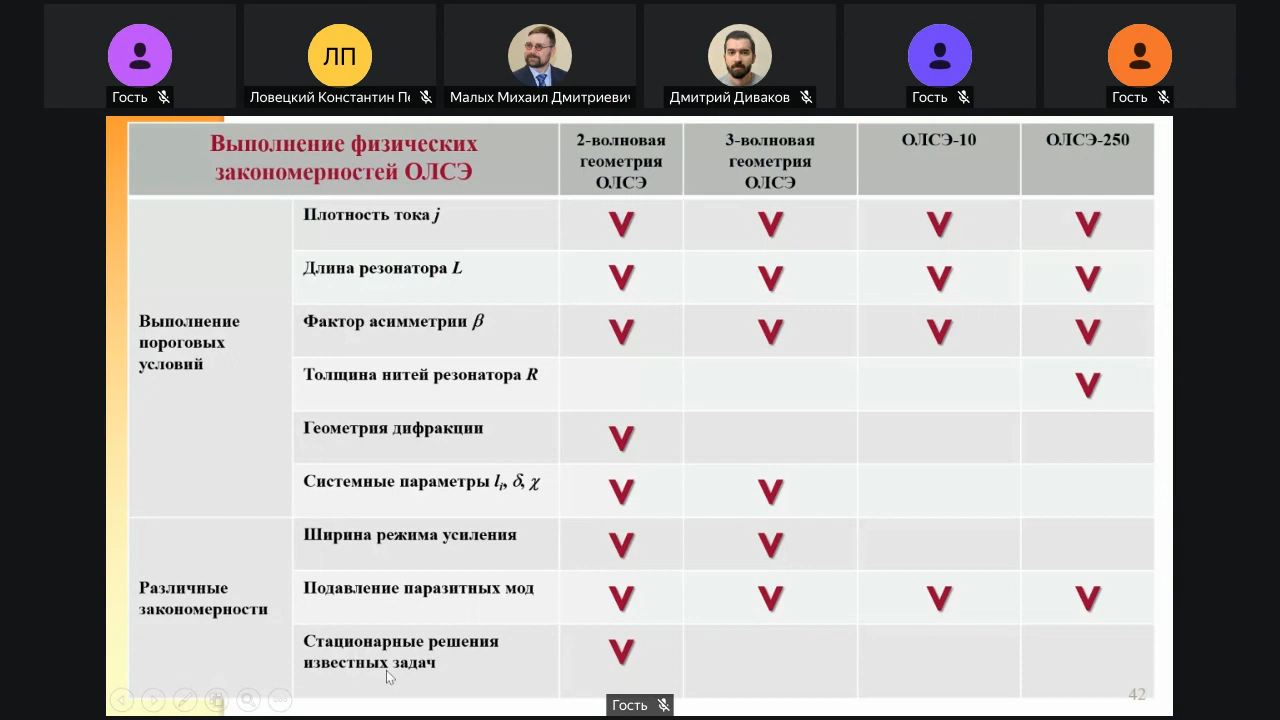 Гость
ЛП
Ловецкий Константин Пе
Малых Михаил Дмитриеви
Дмитрий Диваков
Гость
Гость
Выполнение физических
закономерностей ОЛСЭ
2-волновая
геометрия
ОЛСЭ
3-волновая
геометрия
ОЛСЭ
ОЛСЭ-10
ОЛСЭ-250
Выполнение
пороговых
условий
Плотность тока j
V V V V
Длина резонатора L
V V V V
Фактор асимметрии β
V V V V
Толщина нитей резонатора R
V
Геометрия дифракции
V
Системные параметры lᵢ, δ, χ
V V
Различные
закономерности
Ширина режима усиления
V V
Подавление паразитных мод
V V V V
Стационарные решения
известных задач
V
42
Гость